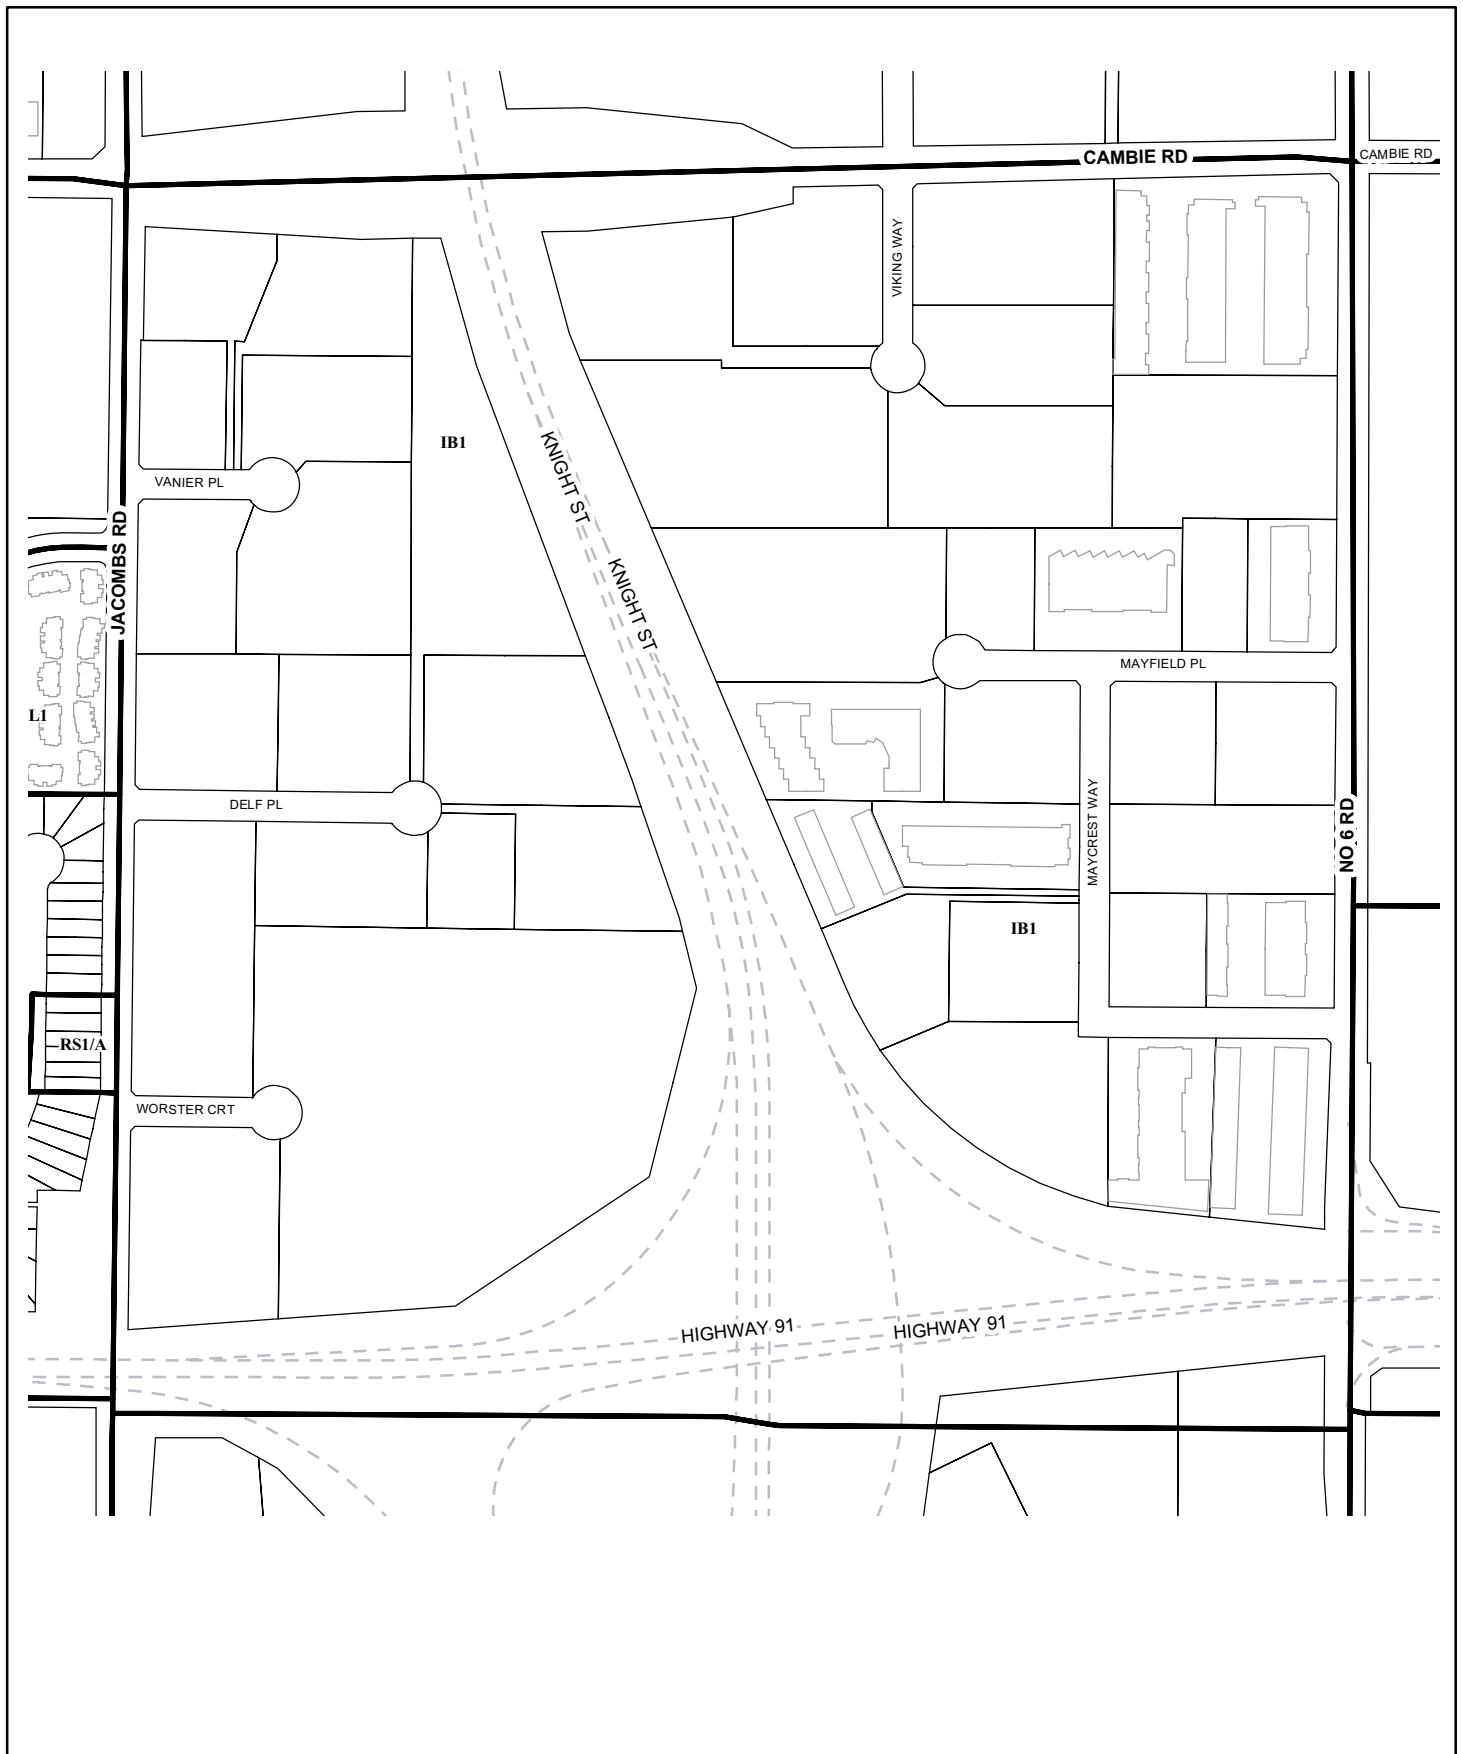 CAMBIE RD
CAMBIE RD
VIKING WAY
IB1
KNIGHT ST
VANIER PL
JACOMBS RD
KNIGHT ST
MAYFIELD PL
L1
DELF PL
MAYCREST WAY
NO 6 RD
IB1
RS1/A
WORSTER CRT
HIGHWAY 91
HIGHWAY 91